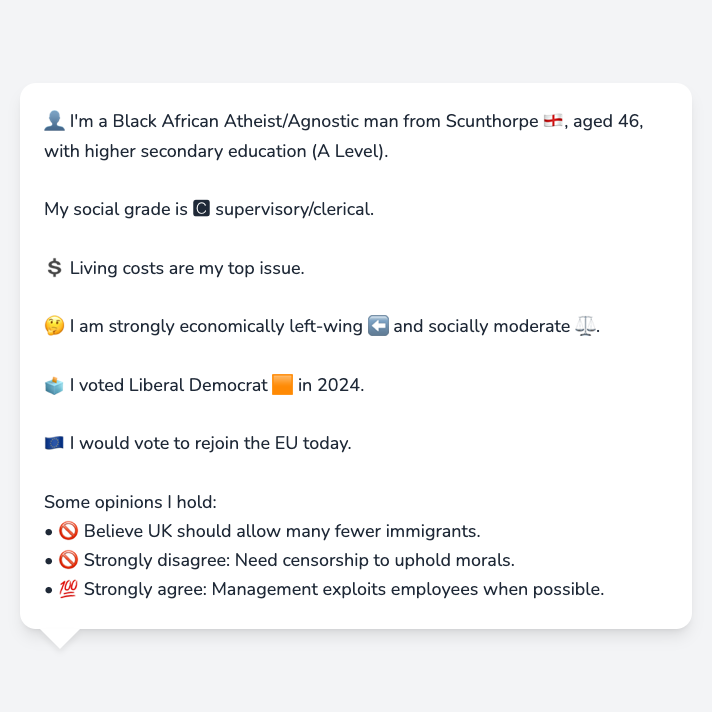 👤 I'm a Black African Atheist/Agnostic man from Scunthorpe 🏴󠁧󠁢󠁥󠁮󠁧󠁿, aged 46,
with higher secondary education (A Level).
My social grade is 🅲 supervisory/clerical.
💲 Living costs are my top issue.
🤔 I am strongly economically left-wing ⬅️ and socially moderate ⚖️.
🗳️ I voted Liberal Democrat 🟧 in 2024.
🇪🇺 I would vote to rejoin the EU today.
Some opinions I hold:
• 🚫 Believe UK should allow many fewer immigrants.
• 🚫 Strongly disagree: Need censorship to uphold morals.
• 💯 Strongly agree: Management exploits employees when possible.